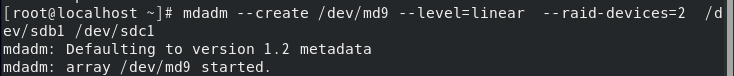 [root@localhost ~]# mdadm --create /dev/md9 --level=linear  --raid-devices=2  /d
ev/sdb1 /dev/sdc1
mdadm: Defaulting to version 1.2 metadata
mdadm: array /dev/md9 started.